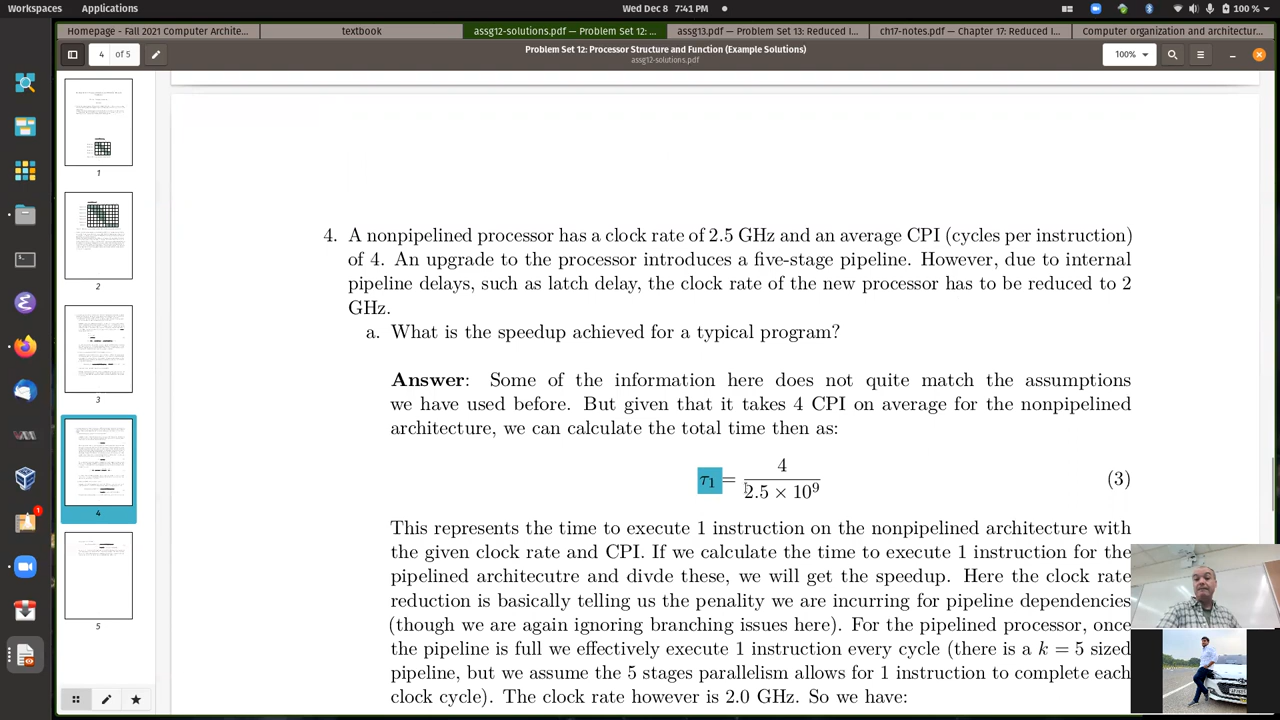 Workspaces Applications Wed Dec 8 7:41 PM 100 %
Homepage - Fall 2021 Computer Archite... textbook assg12-solutions.pdf — Problem Set 12: ... assg13.pdf — Problem Set 13: Reduced I... ch17-notes.pdf — Chapter 17: Reduced I... Computer organization and architectur...
4 of 5 Problem Set 12: Processor Structure and Function (Example Solutions) 100%
assg12-solutions.pdf
1
2
3
4
5
1
4. A nonpipelined processor has a clock rate of 2.5 GHz and an average CPI (cycles per instruction)
of 4. An upgrade to the processor introduces a five-stage pipeline. However, due to internal
pipeline delays, such as latch delay, the clock rate of the new processor has to be reduced to 2
GHz.
a. What is the speedup achieved for a typical program?
Answer: Some of the information here does not quite match the assumptions
we have used before. But given that it takes 4 CPI on average for the nonpipelined
architecture, we can calculate the total time then as:
τ₁ = 4 / 2.5 × 10⁹ (3)
This represents the time to execute 1 instruction on the nonpipelined architecture with
the given clock rate and CPI. If we calculate the time to execute 1 instruction for the
pipelined architecutre and divde these, we will get the speedup. Here the clock rate
reduction is basically telling us the penality we are incurring for pipeline dependencies
(though we are again ignoring branching issues here). For the pipelined processor, once
the pipeline is full we effectively execute 1 instruction every cycle (there is a k = 5 sized
pipeline, but we assume the 5 stages parallelism allows for 1 instruction to complete each
clock cycle). The clock rate however is 2.0 GHz. So we have: